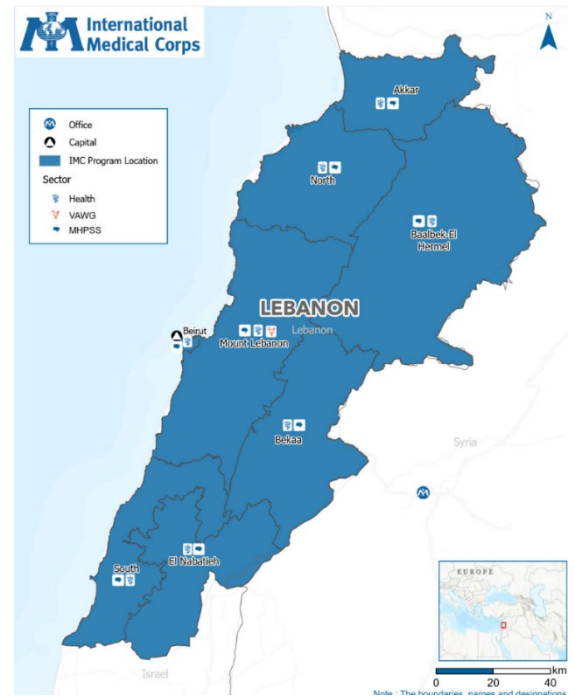 International
Medical Corps
N
Office
Capital
IMC Program Location
Sector
Health
VAWG
MHPSS
Akkar
North
Baalbek-El
Hermel
LEBANON
Lebanon
Beirut
Mount Lebanon
Bekaa
Syria
El Nabatieh
South
Israel
EUROPE
km
0 20 40
Note : The boundaries, names and designations